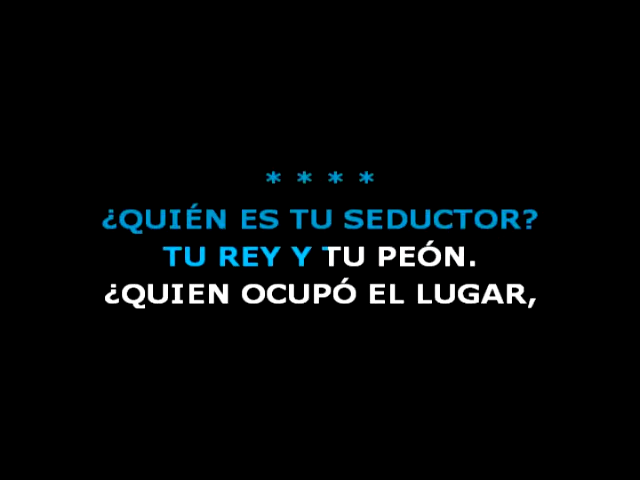 * * * *
¿QUIÉN ES TU SEDUCTOR?
TU REY Y TU PEÓN.
¿QUIEN OCUPÓ EL LUGAR,